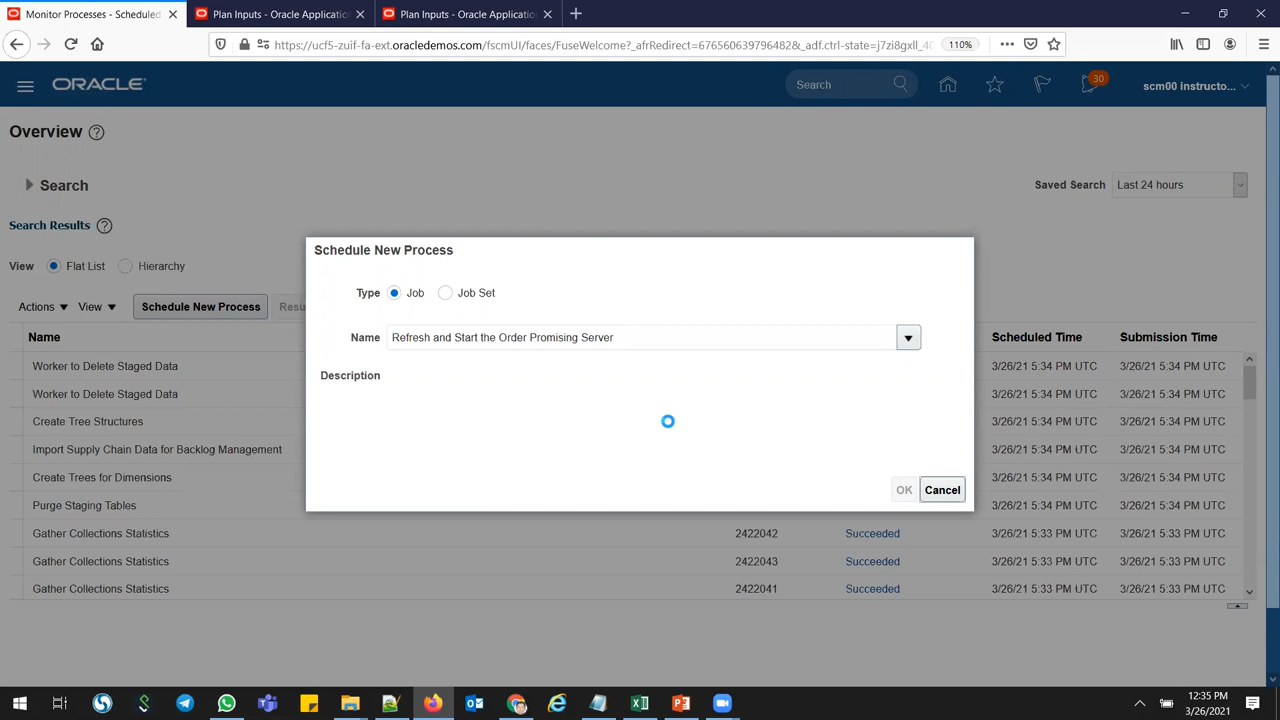 Monitor Processes - Scheduled
Plan Inputs - Oracle Applicatio
Plan Inputs - Oracle Applicatio
https://ucf5-zuif-fa-ext.oracledemos.com/fscmUI/faces/FuseWelcome?_afrRedirect=676560639796482&_adf.ctrl-state=j7zi8gxll_40
110%
ORACLE
Search
30
scm00 instructo...
Overview
Search
Saved Search
Last 24 hours
Search Results
View
Flat List
Hierarchy
Actions
View
Schedule New Process
Resu
Name
Scheduled Time
Submission Time
Worker to Delete Staged Data
3/26/21 5:34 PM UTC
3/26/21 5:34 PM UTC
Worker to Delete Staged Data
3/26/21 5:34 PM UTC
3/26/21 5:34 PM UTC
Create Tree Structures
3/26/21 5:34 PM UTC
3/26/21 5:34 PM UTC
Import Supply Chain Data for Backlog Management
3/26/21 5:34 PM UTC
3/26/21 5:34 PM UTC
Create Trees for Dimensions
3/26/21 5:34 PM UTC
3/26/21 5:34 PM UTC
Purge Staging Tables
3/26/21 5:34 PM UTC
3/26/21 5:34 PM UTC
Gather Collections Statistics
2422042
Succeeded
3/26/21 5:33 PM UTC
3/26/21 5:33 PM UTC
Gather Collections Statistics
2422043
Succeeded
3/26/21 5:33 PM UTC
3/26/21 5:33 PM UTC
Gather Collections Statistics
2422041
Succeeded
3/26/21 5:33 PM UTC
3/26/21 5:33 PM UTC
Schedule New Process
Type
Job
Job Set
Name
Refresh and Start the Order Promising Server
Description
OK
Cancel
12:35 PM
3/26/2021